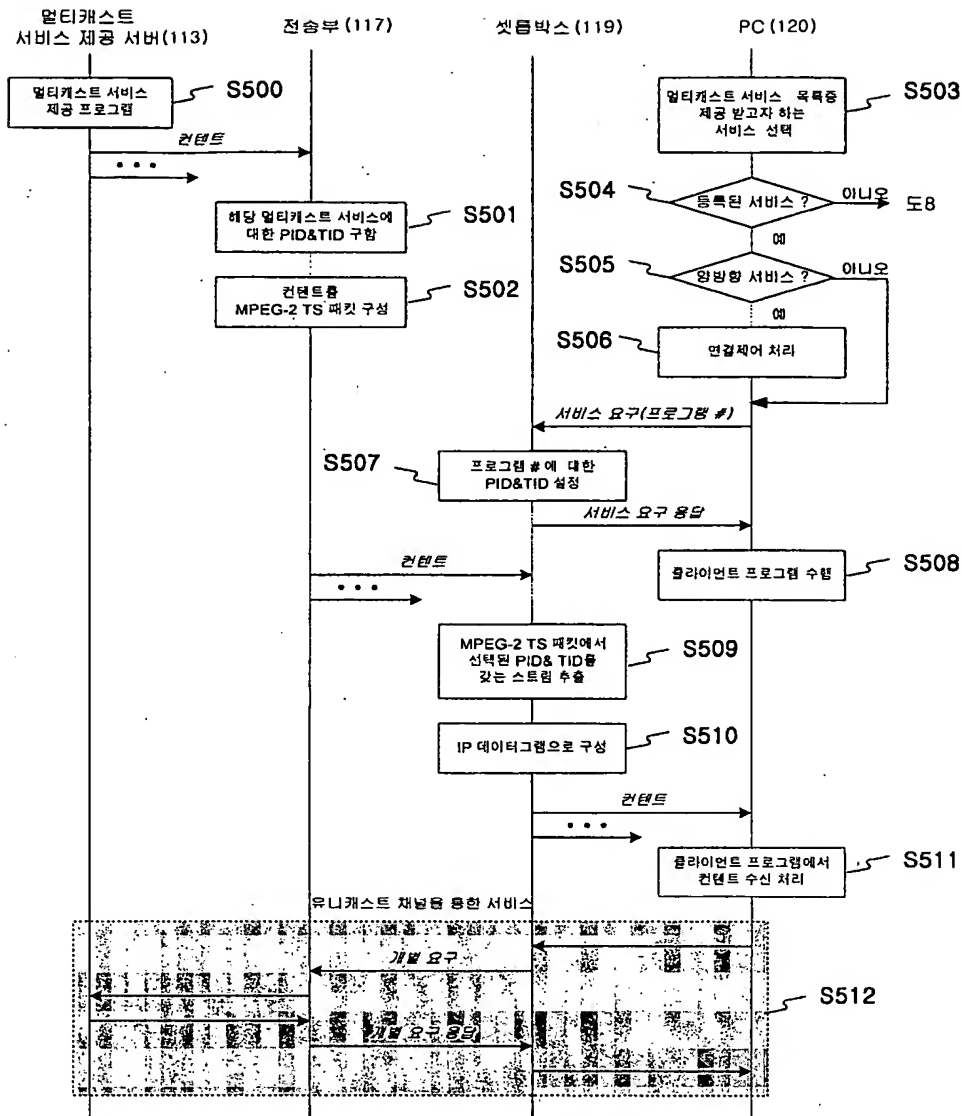 멀티캐스트
서비스 제공 서버(113)
전송부(117)
셋톱박스(119)
PC(120)
멀티캐스트 서비스
제공 프로그램
S500
멀티캐스트 서비스 목록중
제공 받고자 하는
서비스 선택
S503
컨텐트
• • •
S504
등록된 서비스 ?
아니오
도8
예
해당 멀티캐스트 서비스에
대한 PID&TID 구함
S501
S505
양방향 서비스 ?
아니오
예
컨텐트를
MPEG-2 TS 패킷 구성
S502
S506
연결제어 처리
서비스 요구(프로그램 #)
S507
프로그램 #에 대한
PID&TID 설정
서비스 요구 응답
컨텐트
• • •
클라이언트 프로그램 수행
S508
MPEG-2 TS 패킷에서
선택된 PID& TID를
갖는 스트림 추출
S509
IP 데이터그램으로 구성
S510
컨텐트
• • •
클라이언트 프로그램에서
컨텐트 수신 처리
S511
유니캐스트 채널을 통한 서비스
개별 요구
S512
개별 요구 응답